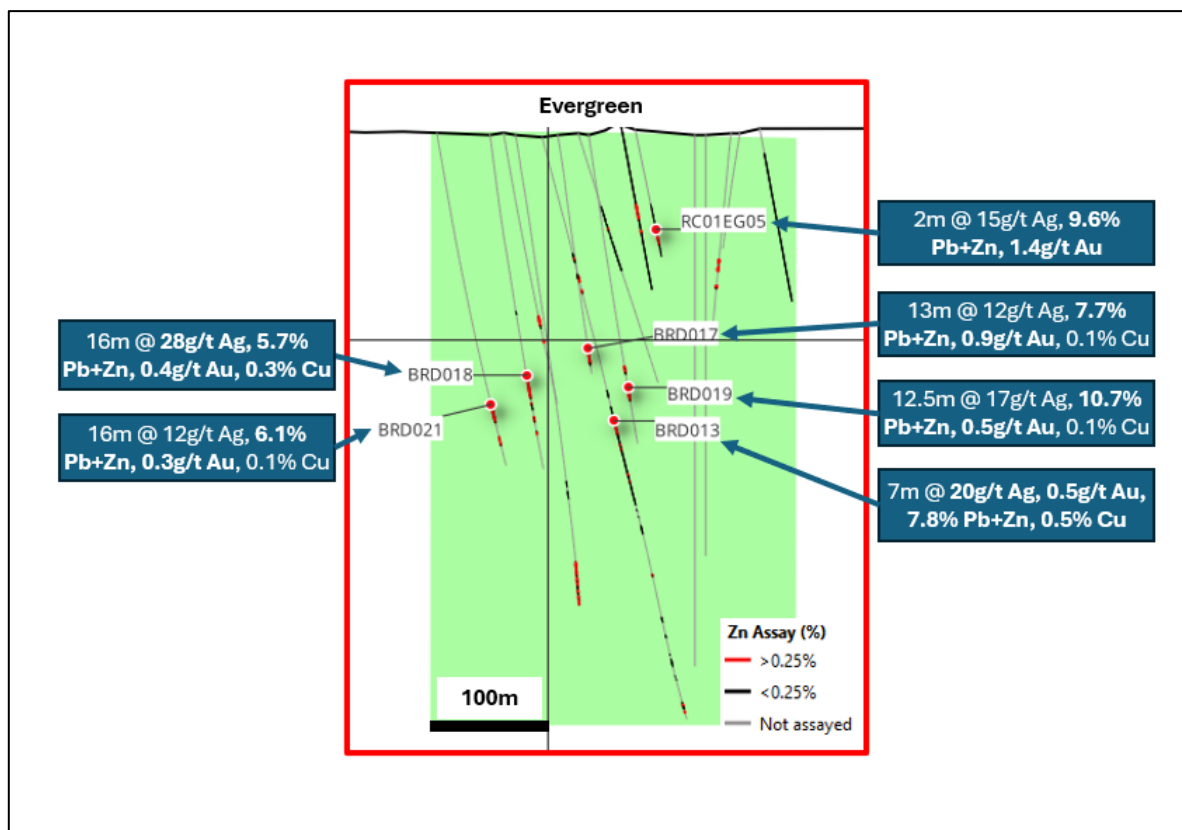 Evergreen
RC01EG05
2m @ 15g/t Ag, 9.6%
Pb+Zn, 1.4g/t Au
BRD017
13m @ 12g/t Ag, 7.7%
Pb+Zn, 0.9g/t Au, 0.1% Cu
16m @ 28g/t Ag, 5.7%
Pb+Zn, 0.4g/t Au, 0.3% Cu
BRD018
BRD019
12.5m @ 17g/t Ag, 10.7%
Pb+Zn, 0.5g/t Au, 0.1% Cu
16m @ 12g/t Ag, 6.1%
Pb+Zn, 0.3g/t Au, 0.1% Cu
BRD021
BRD013
7m @ 20g/t Ag, 0.5g/t Au,
7.8% Pb+Zn, 0.5% Cu
Zn Assay (%)
>0.25%
<0.25%
Not assayed
100m